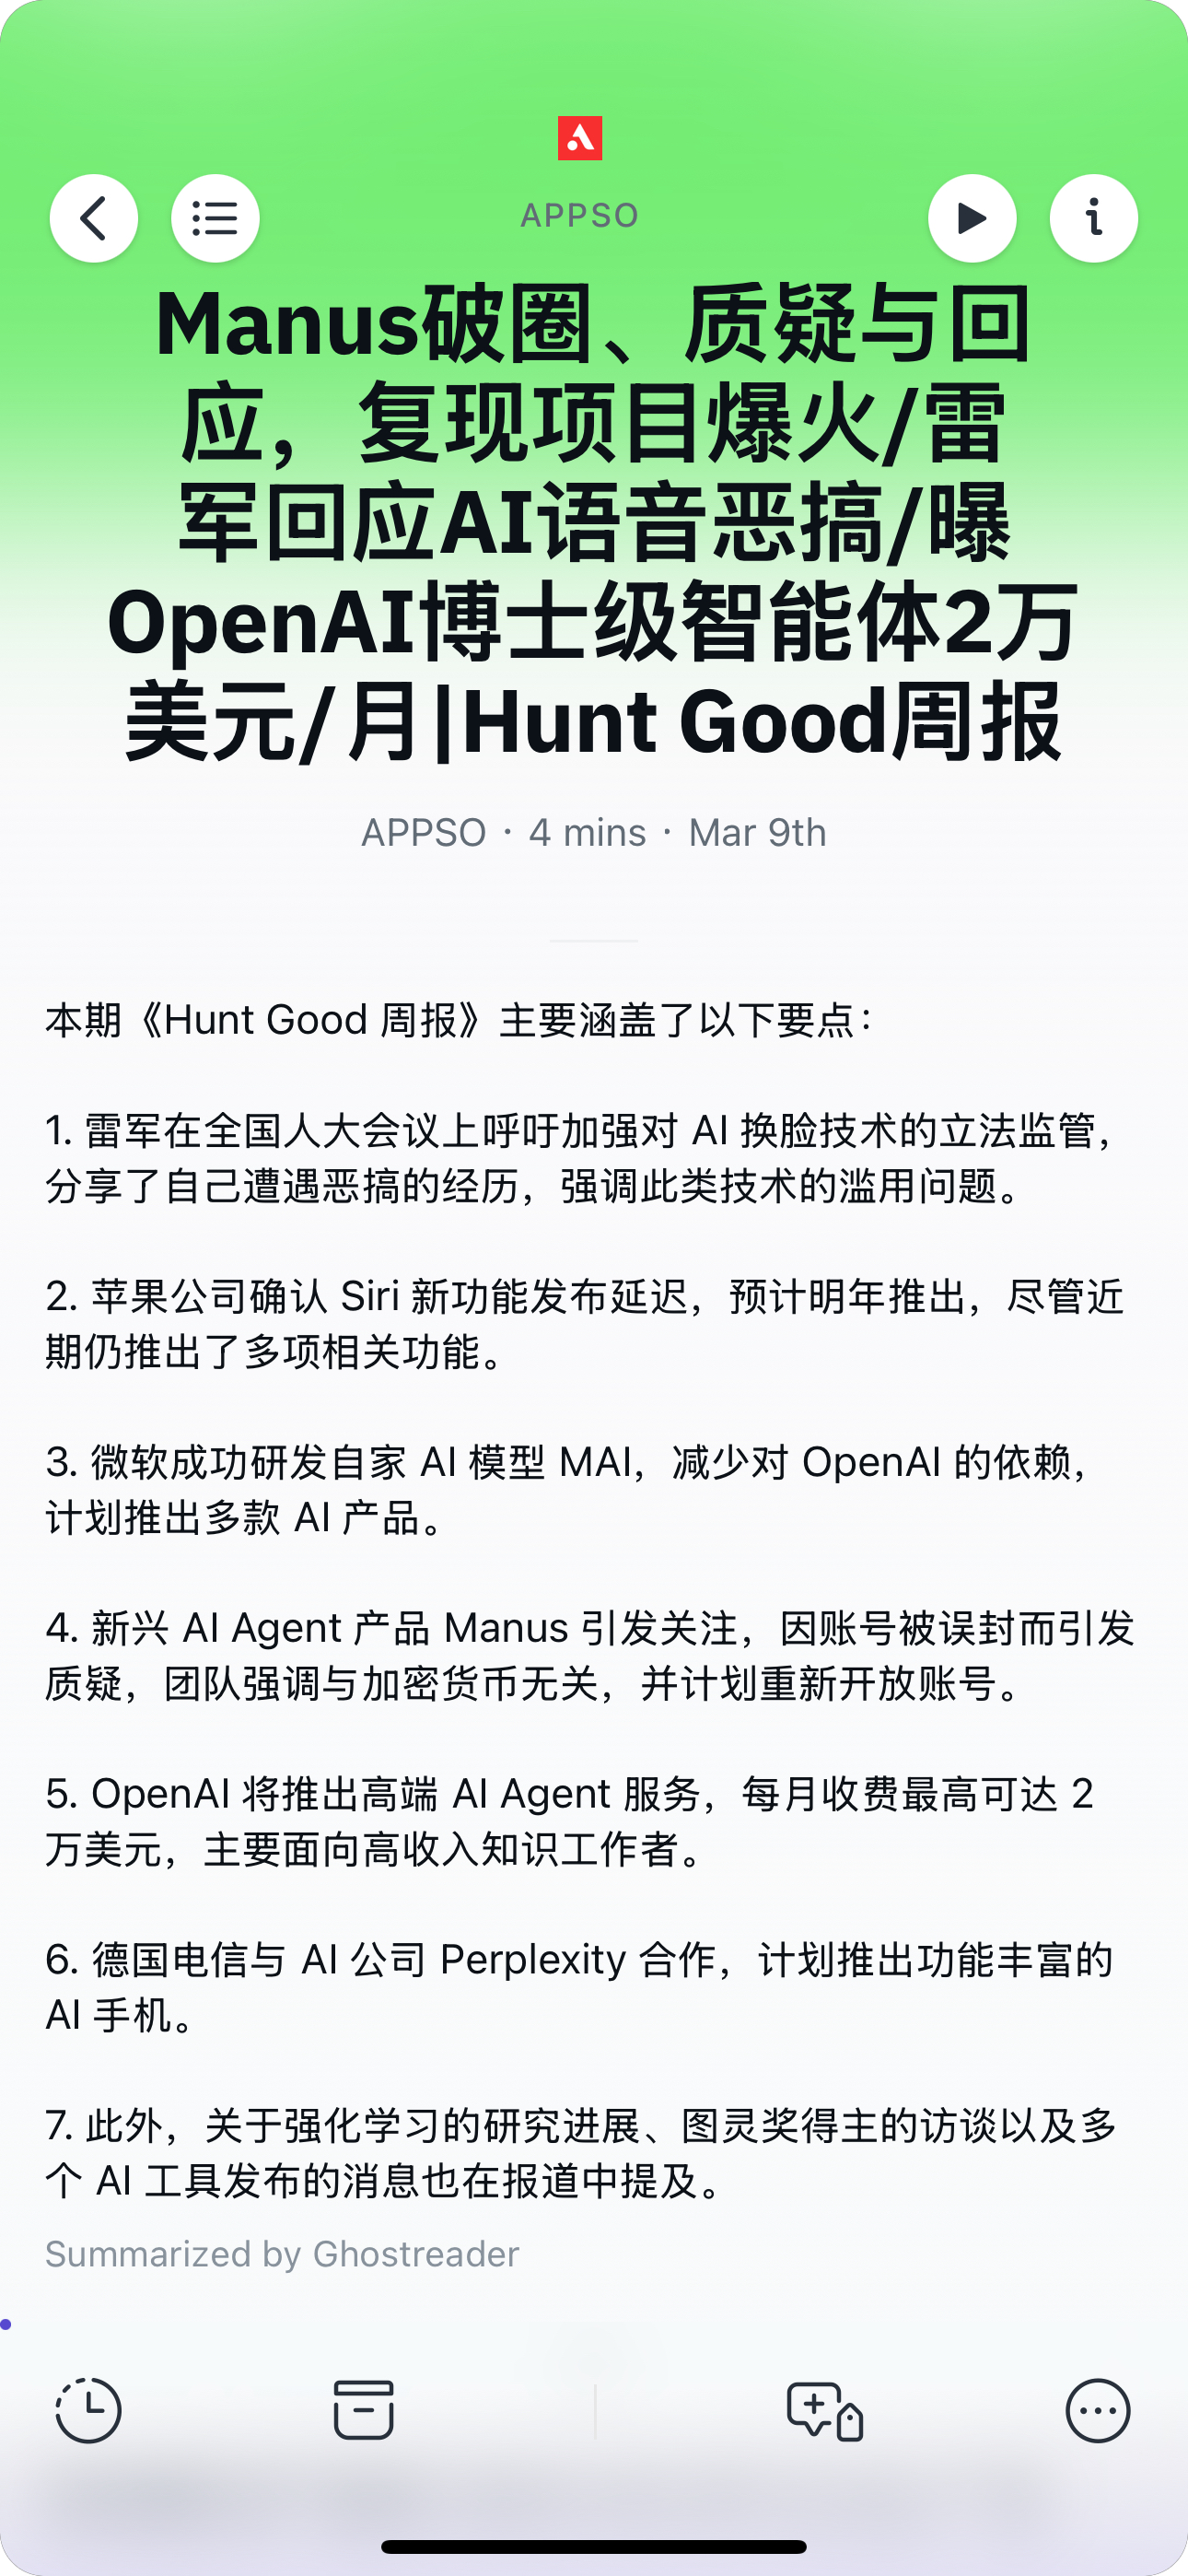 APPSO
Manus破圈、质疑与回
应，复现项目爆火/雷
军回应AI语音恶搞/曝
OpenAI博士级智能体2万
美元/月|Hunt Good周报
APPSO · 4 mins · Mar 9th
本期《Hunt Good 周报》主要涵盖了以下要点：
1. 雷军在全国人大会议上呼吁加强对 AI 换脸技术的立法监管，
分享了自己遭遇恶搞的经历，强调此类技术的滥用问题。
2. 苹果公司确认 Siri 新功能发布延迟，预计明年推出，尽管近
期仍推出了多项相关功能。
3. 微软成功研发自家 AI 模型 MAI，减少对 OpenAI 的依赖，
计划推出多款 AI 产品。
4. 新兴 AI Agent 产品 Manus 引发关注，因账号被误封而引发
质疑，团队强调与加密货币无关，并计划重新开放账号。
5. OpenAI 将推出高端 AI Agent 服务，每月收费最高可达 2
万美元，主要面向高收入知识工作者。
6. 德国电信与 AI 公司 Perplexity 合作，计划推出功能丰富的
AI 手机。
7. 此外，关于强化学习的研究进展、图灵奖得主的访谈以及多
个 AI 工具发布的消息也在报道中提及。
Summarized by Ghostreader